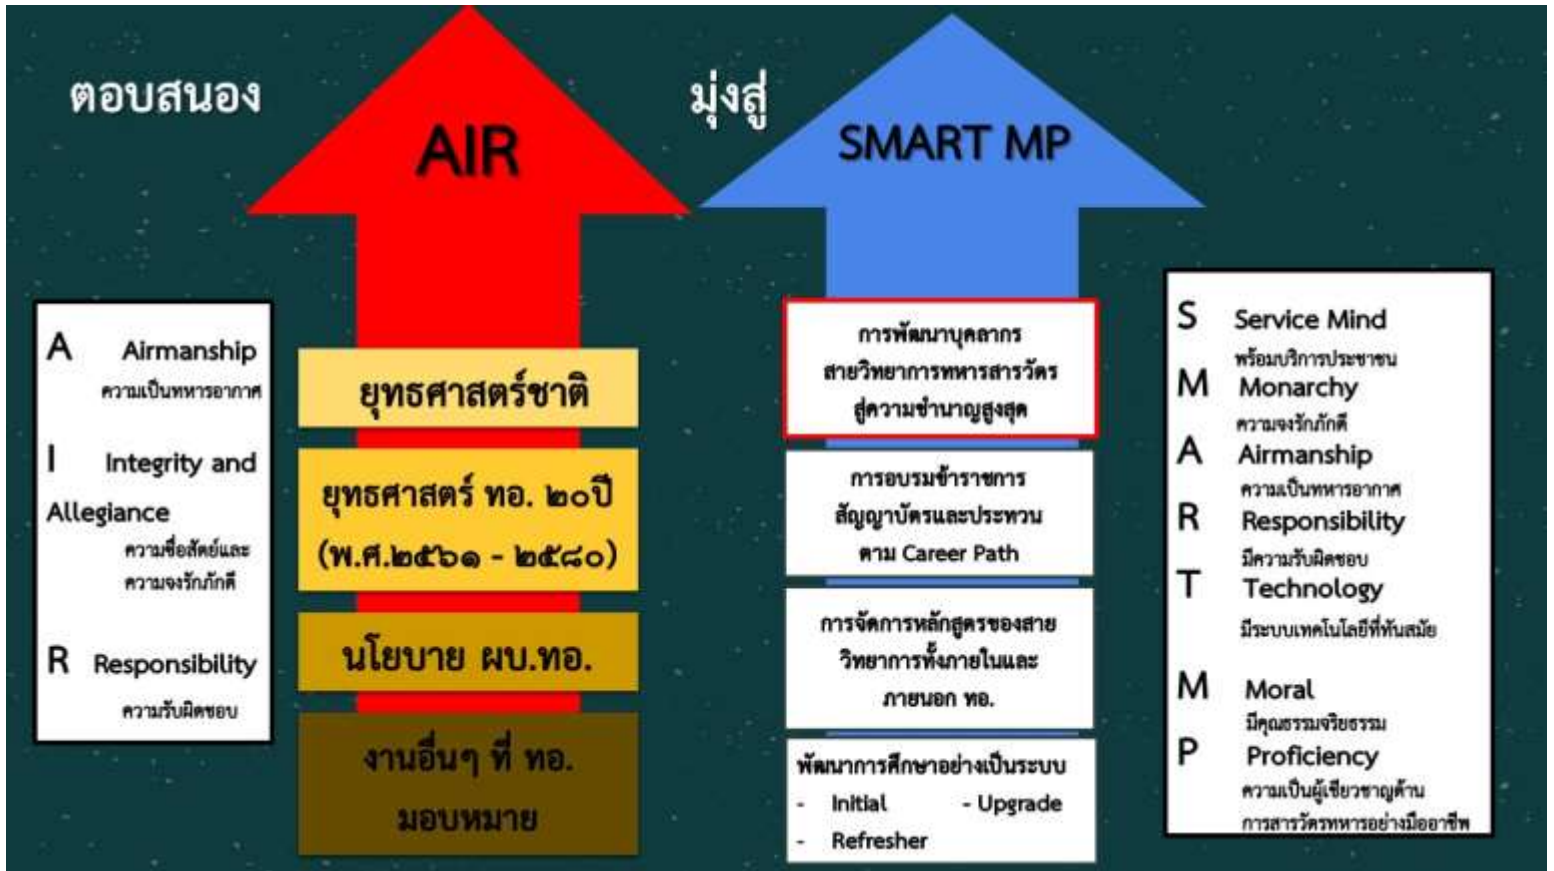 ตอบสนอง
AIR
A Airmanship
ความเป็นทหารอากาศ
I Integrity and
Allegiance
ความซื่อสัตย์และ
ความจงรักภักดี
R Responsibility
ความรับผิดชอบ
ยุทธศาสตร์ชาติ
ยุทธศาสตร์ ทอ. ๒๐ปี
(พ.ศ.๒๕๖๑ - ๒๕๘๐)
นโยบาย ผบ.ทอ.
งานอื่นๆ ที่ ทอ.
มอบหมาย
มุ่งสู่
SMART MP
การพัฒนาบุคลากร
สายวิทยาการทหารสารวัตร
สู่ความชำนาญสูงสุด
การอบรมข้าราชการ
สัญญาบัตรและประทวน
ตาม Career Path
การจัดการหลักสูตรของสาย
วิทยาการทั้งภายในและ
ภายนอก ทอ.
พัฒนาการศึกษาอย่างเป็นระบบ
- Initial - Upgrade
- Refresher
S Service Mind
พร้อมบริการประชาชน
M Monarchy
ความจงรักภักดี
A Airmanship
ความเป็นทหารอากาศ
R Responsibility
มีความรับผิดชอบ
T Technology
มีระบบเทคโนโลยีที่ทันสมัย
M Moral
มีคุณธรรมจริยธรรม
P Proficiency
ความเป็นผู้เชียวชาญด้าน
การสารวัตรทหารอย่างมืออาชีพ